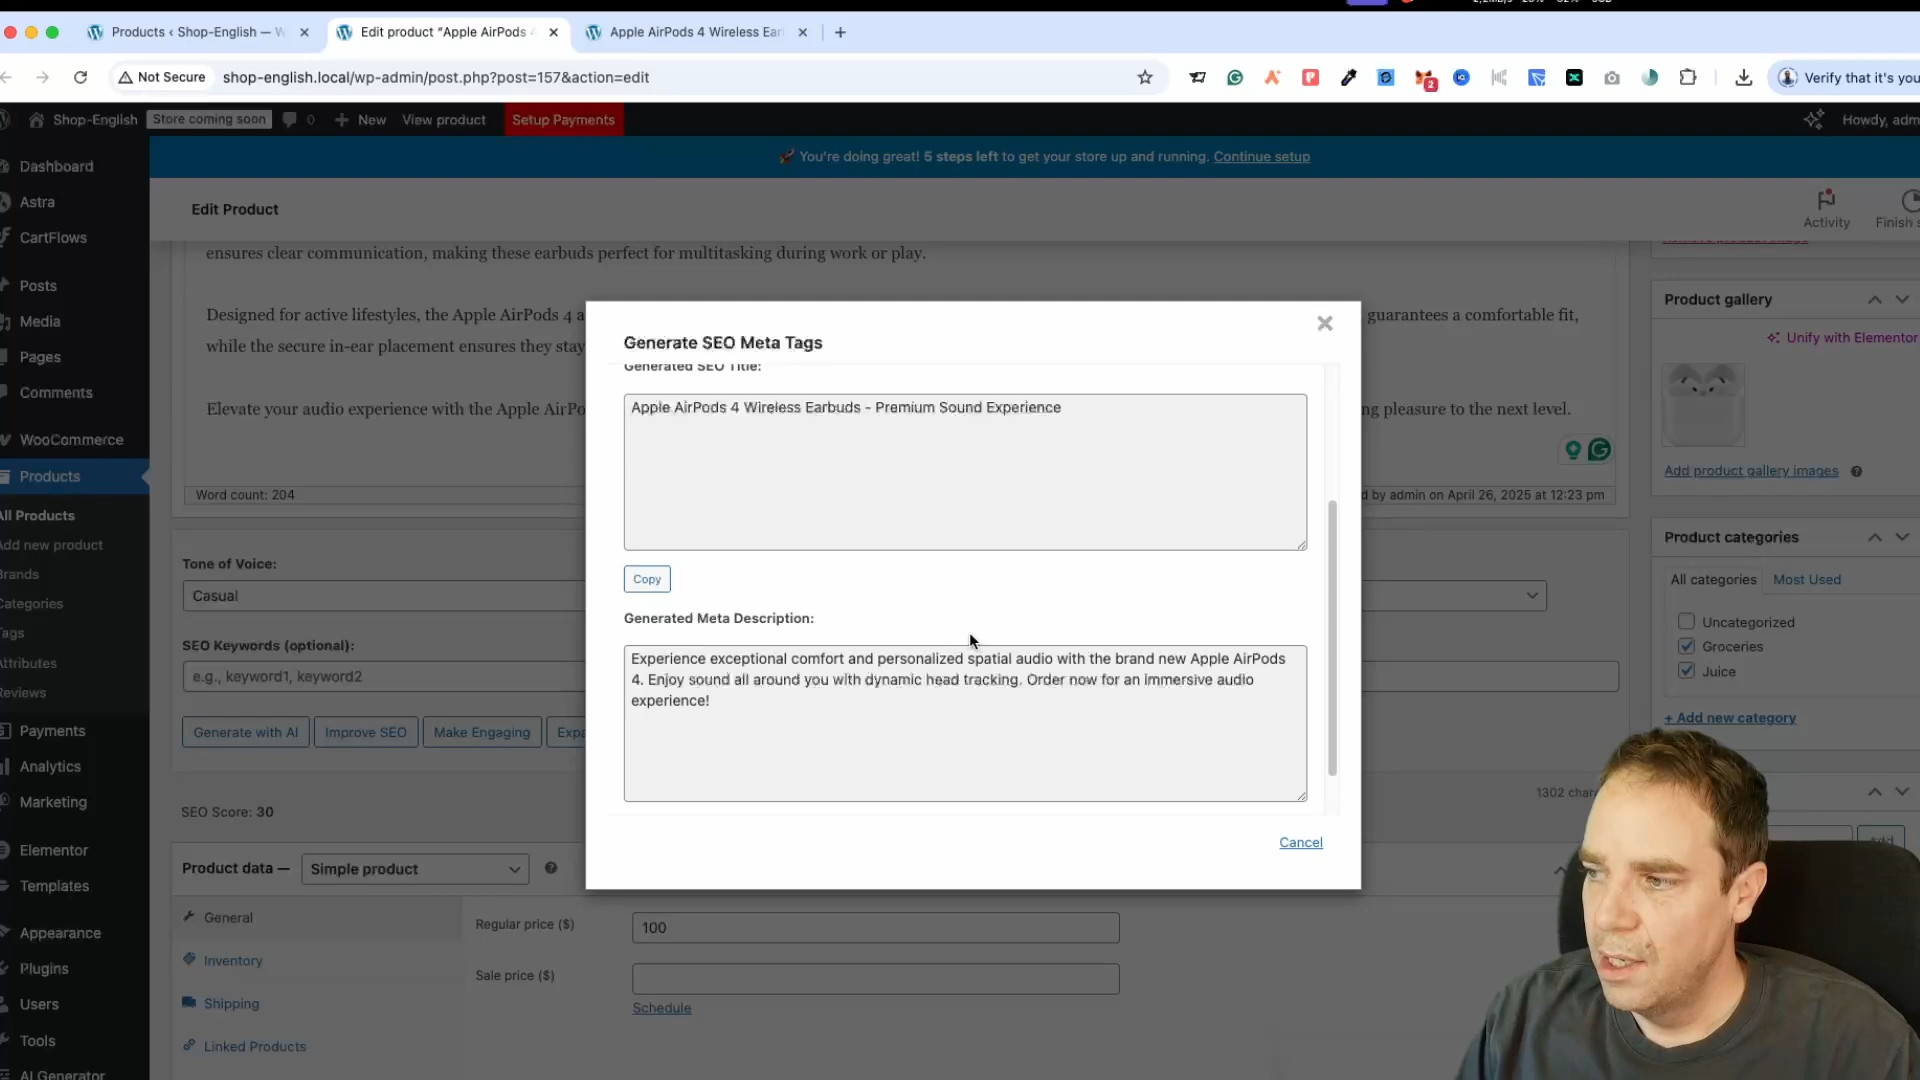 Products ‹ Shop-English — W
Edit product "Apple AirPods 4
Apple AirPods 4 Wireless Ear
Not Secure
shop-english.local/wp-admin/post.php?post=157&action=edit
2
Verify that it's you
Shop-English
Store coming soon
0
New
View product
Setup Payments
Howdy, adm
You're doing great! 5 steps left to get your store up and running. Continue setup
Dashboard
Astra
CartFlows
Posts
Media
Pages
Comments
WooCommerce
Products
All Products
Add new product
Brands
Categories
Tags
Attributes
Reviews
Payments
Analytics
Marketing
Elementor
Templates
Appearance
Plugins
Users
Tools
AI Generator
Edit Product
Activity
Finish s
ensures clear communication, making these earbuds perfect for multitasking during work or play.
Designed for active lifestyles, the Apple AirPods 4 a
guarantees a comfortable fit,
while the secure in-ear placement ensures they stay
Elevate your audio experience with the Apple AirPo
ng pleasure to the next level.
Word count: 204
d by admin on April 26, 2025 at 12:23 pm
Tone of Voice:
Casual
SEO Keywords (optional):
e.g., keyword1, keyword2
Generate with AI
Improve SEO
Make Engaging
Expa
SEO Score: 30
1302 char
Product data —
Simple product
General
Inventory
Shipping
Linked Products
Regular price ($)
100
Sale price ($)
Schedule
Generate SEO Meta Tags
Generated SEO Title:
Apple AirPods 4 Wireless Earbuds - Premium Sound Experience
Copy
Generated Meta Description:
Experience exceptional comfort and personalized spatial audio with the brand new Apple AirPods
4. Enjoy sound all around you with dynamic head tracking. Order now for an immersive audio
experience!
Cancel
Product gallery
Unify with Elementor
Add product gallery images
Product categories
All categories
Most Used
Uncategorized
Groceries
Juice
+ Add new category